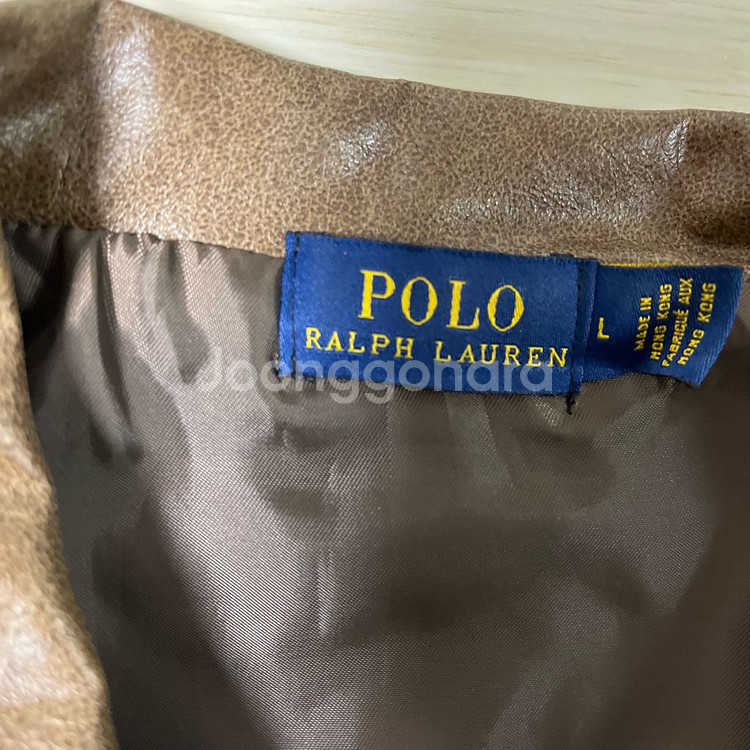 POLO
RALPH LAUREN
L
MADE IN
HONG KONG
FABRIQUÉ AUX
HONG KONG
Joonggonara